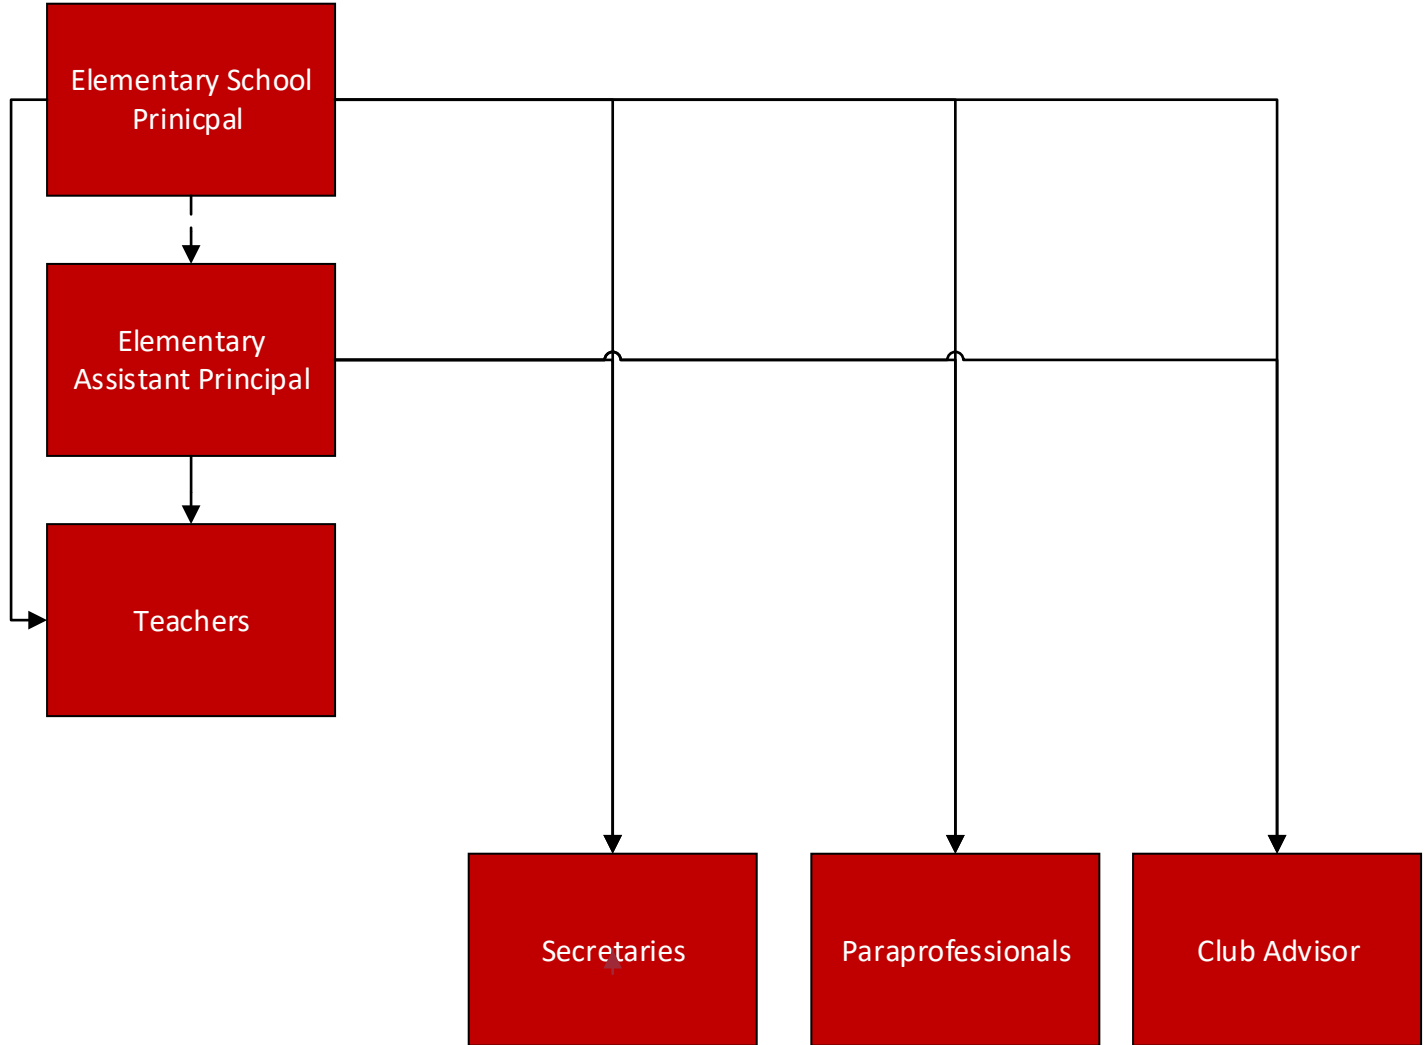 Elementary School
Prinicpal
Elementary
Assistant Principal
Teachers
Secretaries
Paraprofessionals
Club Advisor